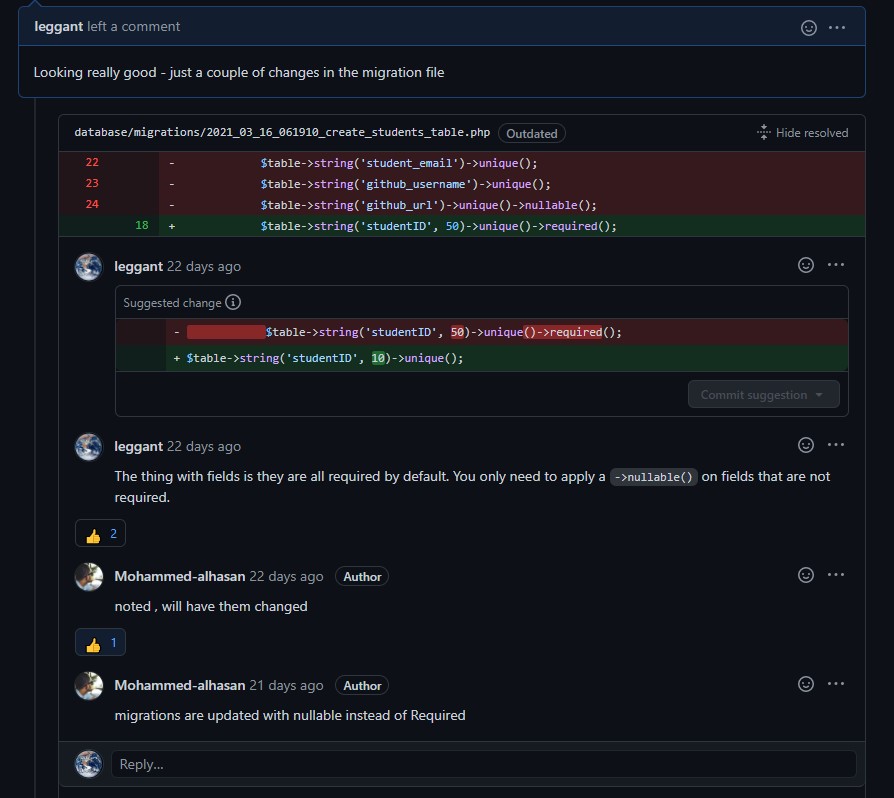 leggant left a comment
Looking really good - just a couple of changes in the migration file
database/migrations/2021_03_16_061910_create_students_table.php Outdated Hide resolved
22 - $table->string('student_email')->unique();
23 - $table->string('github_username')->unique();
24 - $table->string('github_url')->unique()->nullable();
18 + $table->string('studentID', 50)->unique()->required();
leggant 22 days ago
Suggested change
- $table->string('studentID', 50)->unique()->required();
+ $table->string('studentID', 10)->unique();
Commit suggestion
leggant 22 days ago
The thing with fields is they are all required by default. You only need to apply a ->nullable() on fields that are not
required.
2
Mohammed-alhasan 22 days ago Author
noted , will have them changed
1
Mohammed-alhasan 21 days ago Author
migrations are updated with nullable instead of Required
Reply...